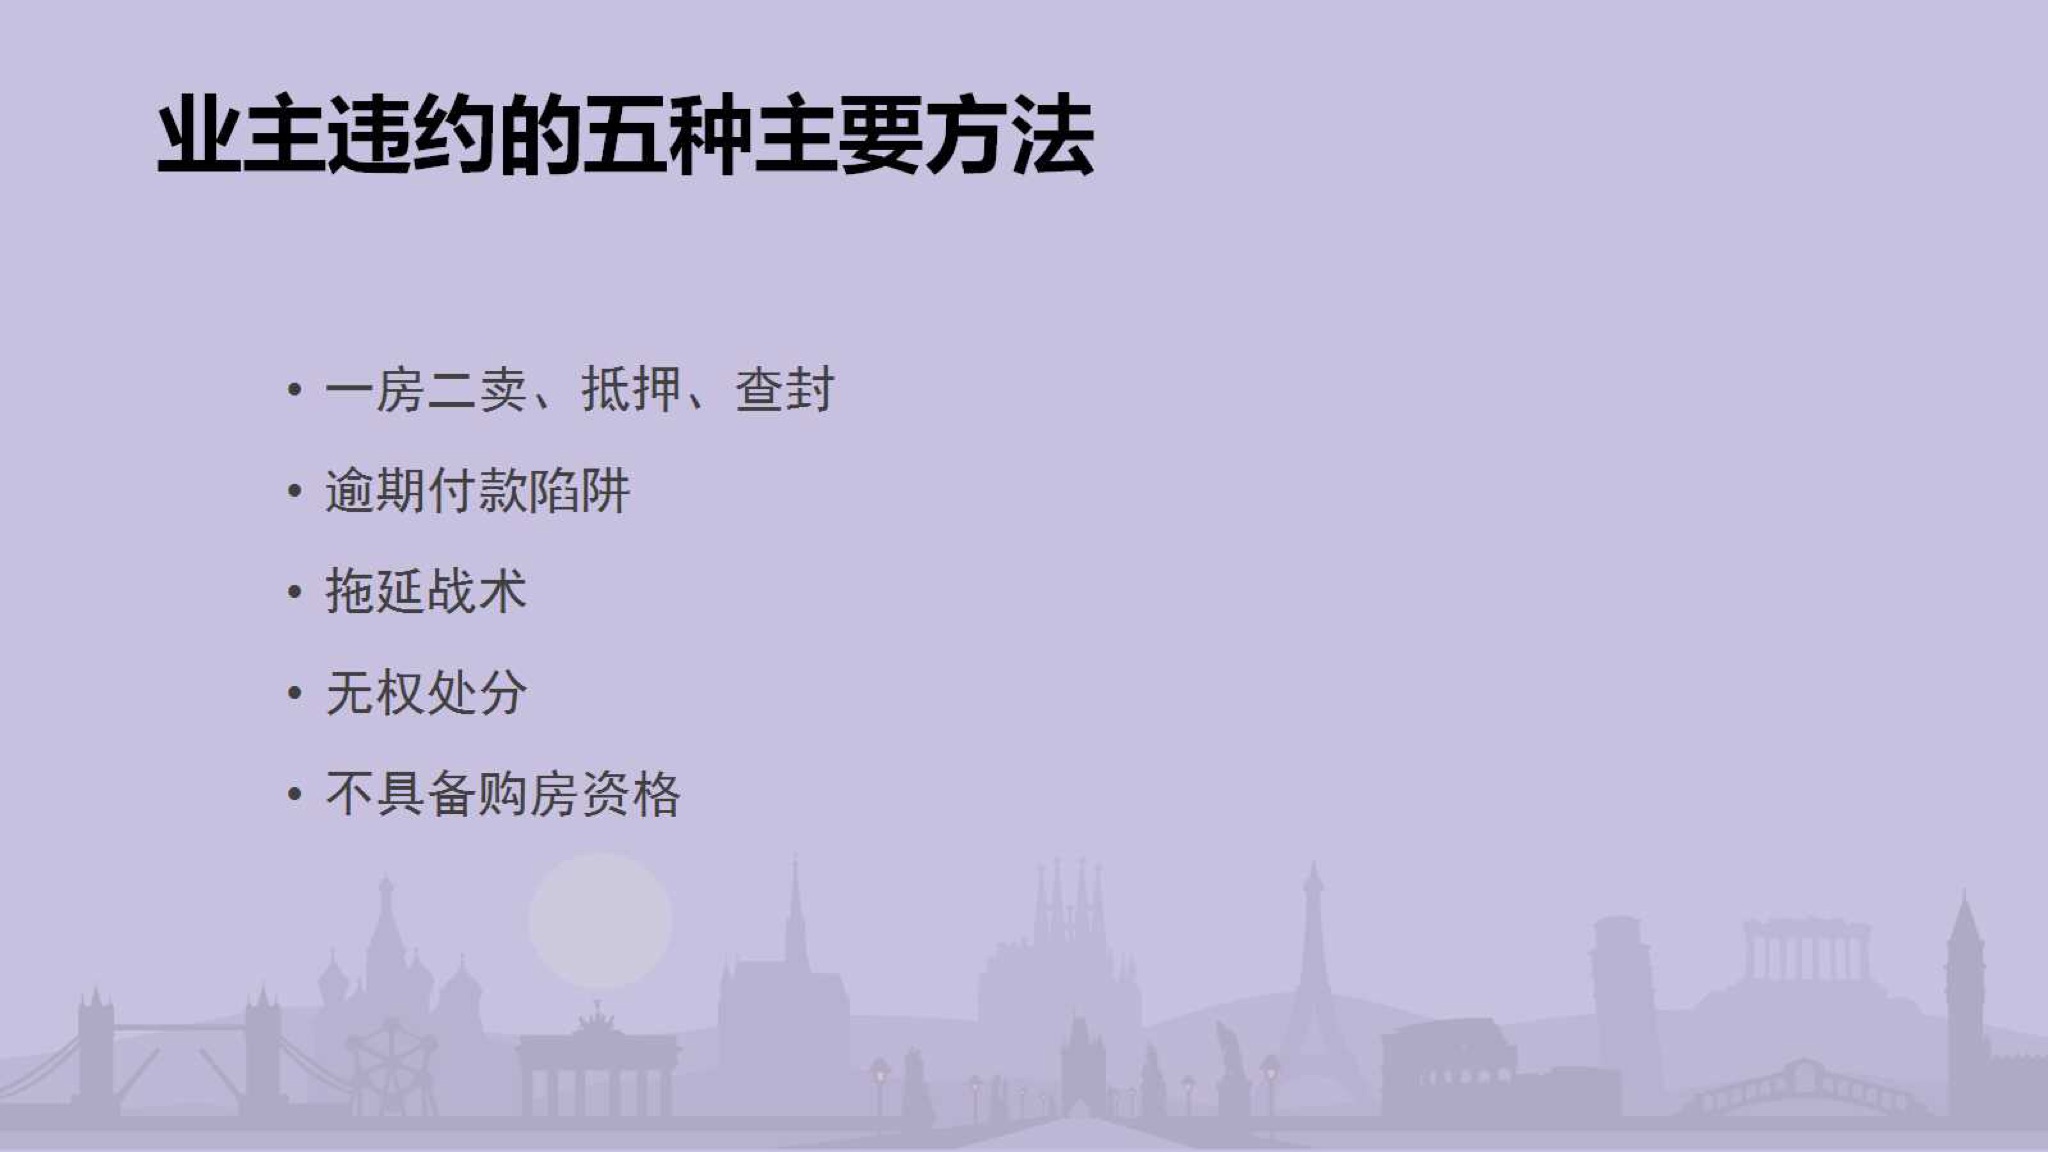 业主违约的五种主要方法
• 一房二卖、抵押、查封
• 逾期付款陷阱
• 拖延战术
• 无权处分
• 不具备购房资格